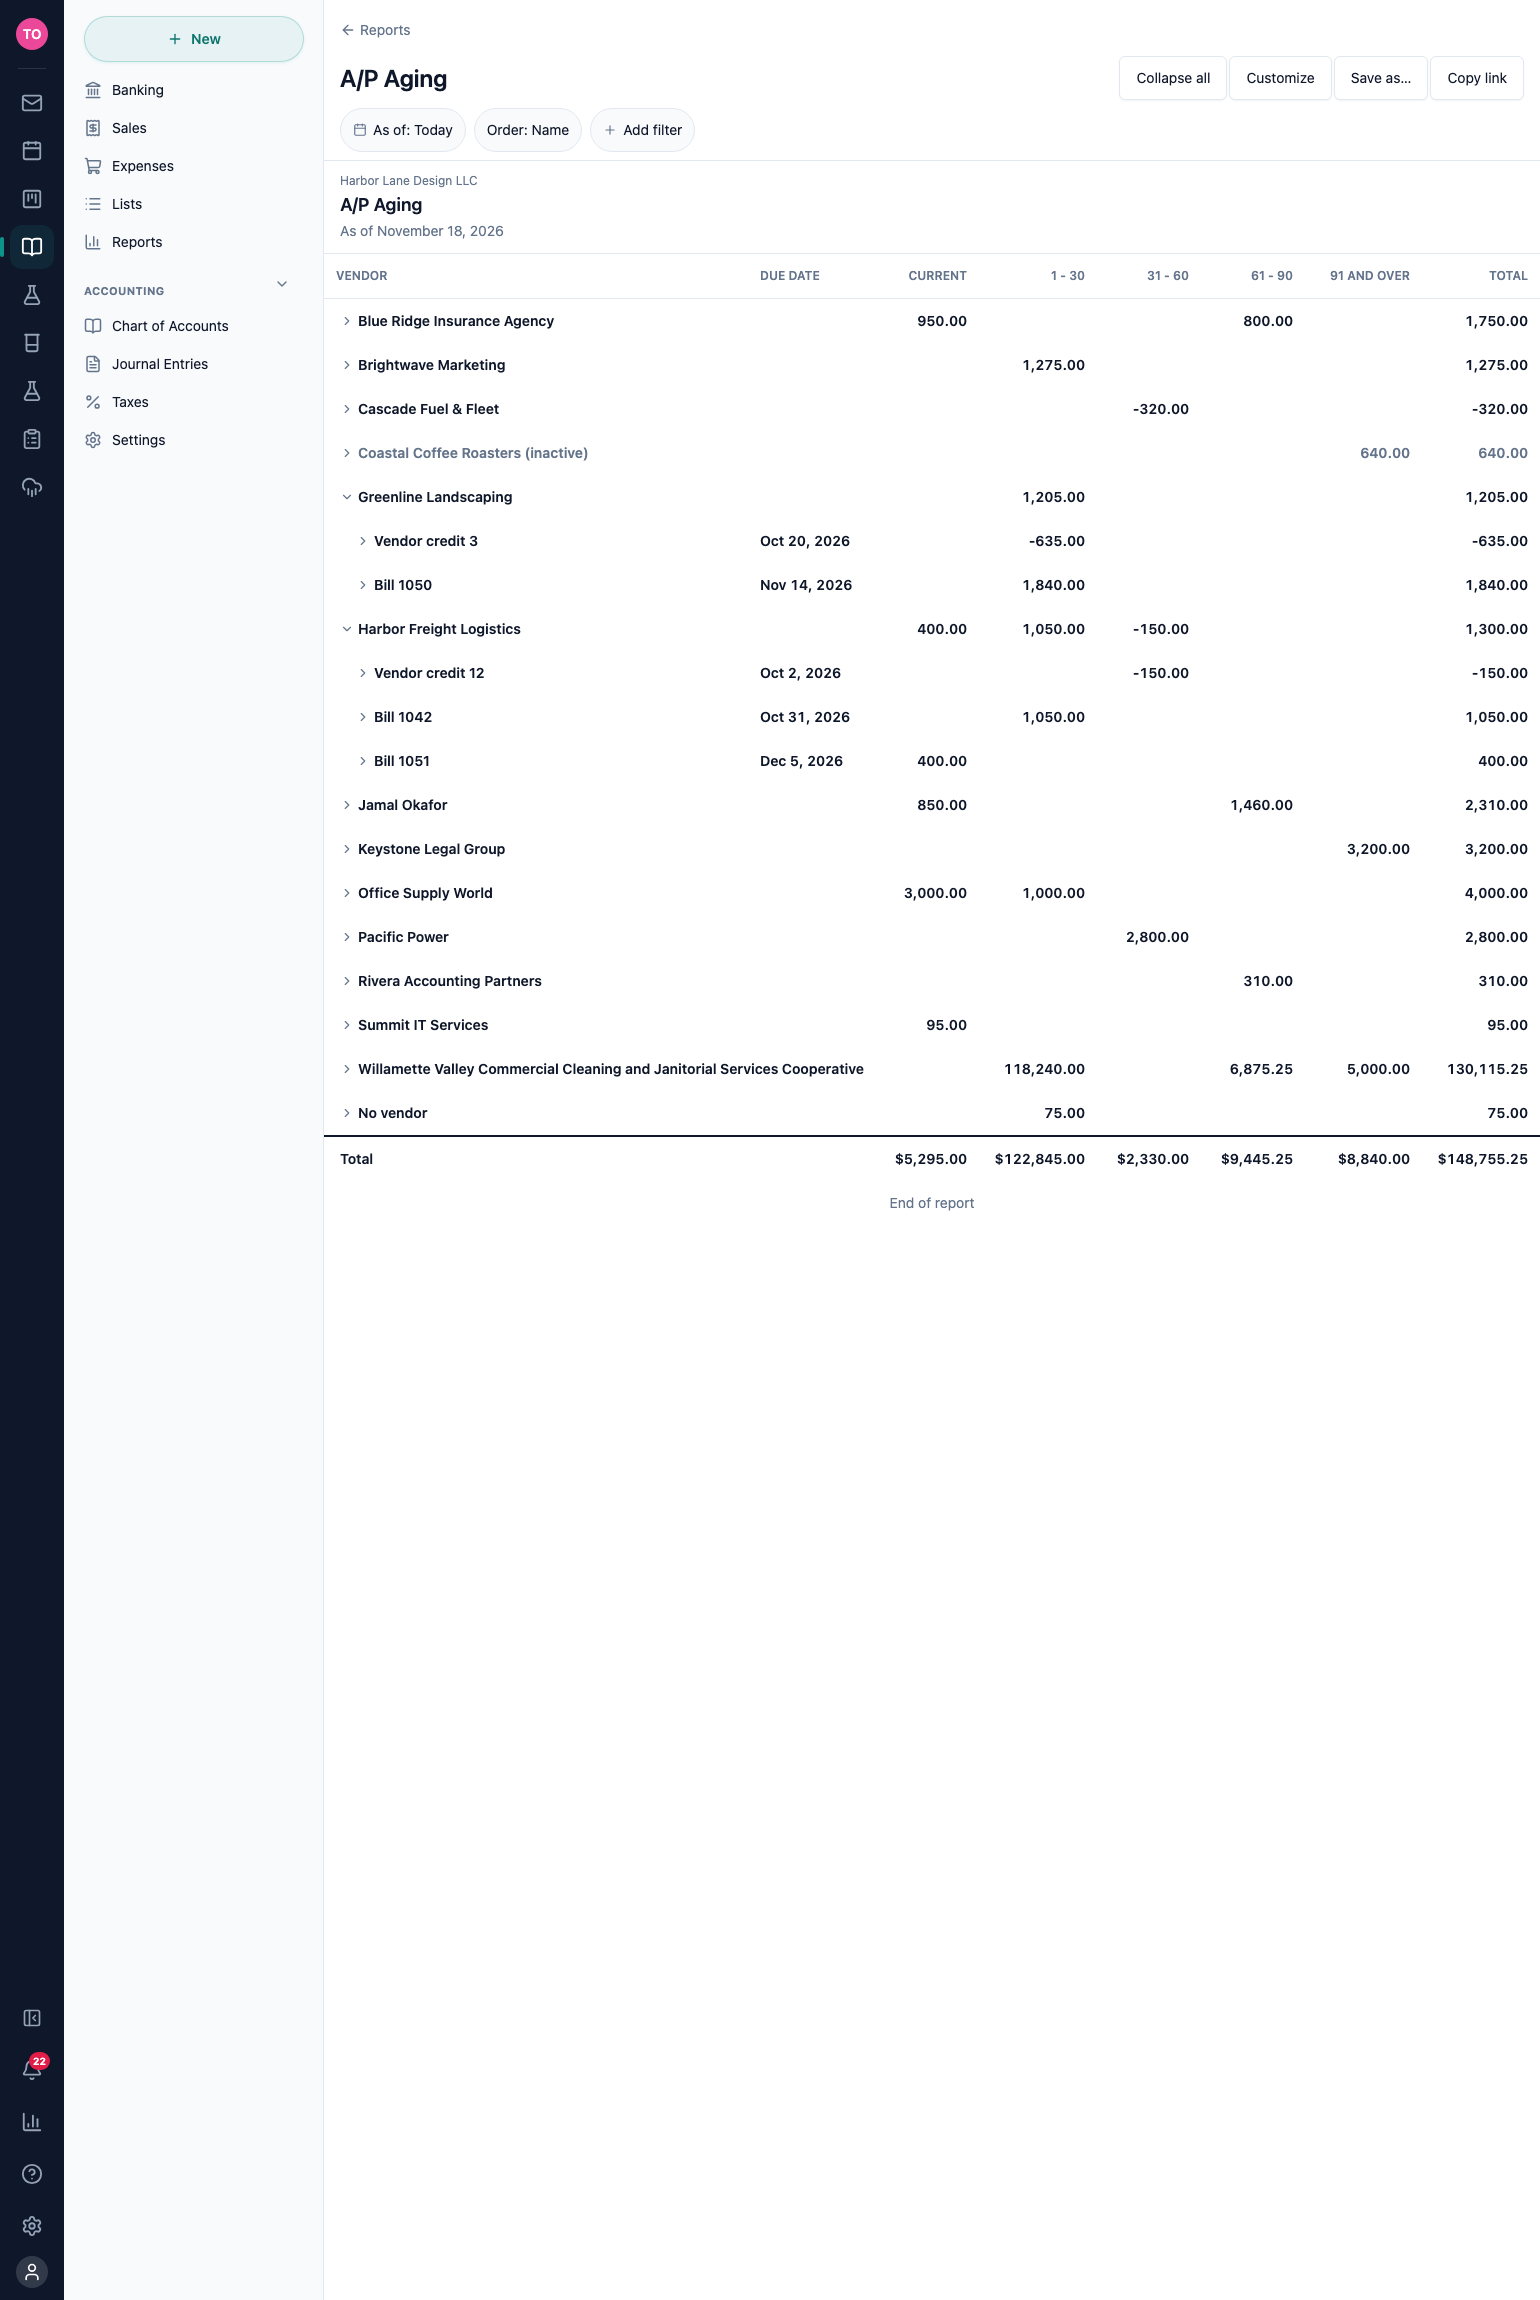 TO
New
Banking
Sales
Expenses
Lists
Reports
ACCOUNTING
Chart of Accounts
Journal Entries
Taxes
Settings
22
Reports
A/P Aging
Collapse all Customize Save as... Copy link
As of: Today Order: Name Add filter
Harbor Lane Design LLC
A/P Aging
As of November 18, 2026
VENDOR DUE DATE CURRENT 1 - 30 31 - 60 61 - 90 91 AND OVER TOTAL
Blue Ridge Insurance Agency 950.00 800.00 1,750.00
Brightwave Marketing 1,275.00 1,275.00
Cascade Fuel & Fleet -320.00 -320.00
Coastal Coffee Roasters (inactive) 640.00 640.00
Greenline Landscaping 1,205.00 1,205.00
Vendor credit 3 Oct 20, 2026 -635.00 -635.00
Bill 1050 Nov 14, 2026 1,840.00 1,840.00
Harbor Freight Logistics 400.00 1,050.00 -150.00 1,300.00
Vendor credit 12 Oct 2, 2026 -150.00 -150.00
Bill 1042 Oct 31, 2026 1,050.00 1,050.00
Bill 1051 Dec 5, 2026 400.00 400.00
Jamal Okafor 850.00 1,460.00 2,310.00
Keystone Legal Group 3,200.00 3,200.00
Office Supply World 3,000.00 1,000.00 4,000.00
Pacific Power 2,800.00 2,800.00
Rivera Accounting Partners 310.00 310.00
Summit IT Services 95.00 95.00
Willamette Valley Commercial Cleaning and Janitorial Services Cooperative 118,240.00 6,875.25 5,000.00 130,115.25
No vendor 75.00 75.00
Total $5,295.00 $122,845.00 $2,330.00 $9,445.25 $8,840.00 $148,755.25
End of report